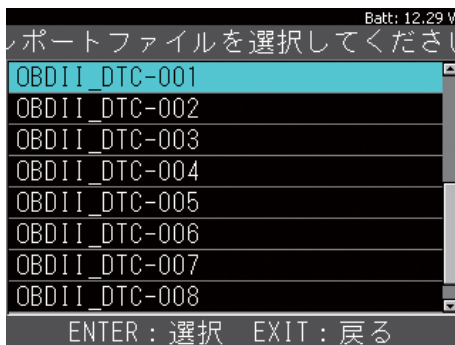 Batt: 12.29 V
レポートファイルを選択してくださ
OBDII_DTC-001
OBDII_DTC-002
OBDII_DTC-003
OBDII_DTC-004
OBDII_DTC-005
OBDII_DTC-006
OBDII_DTC-007
OBDII_DTC-008
ENTER：選択 EXIT：戻る